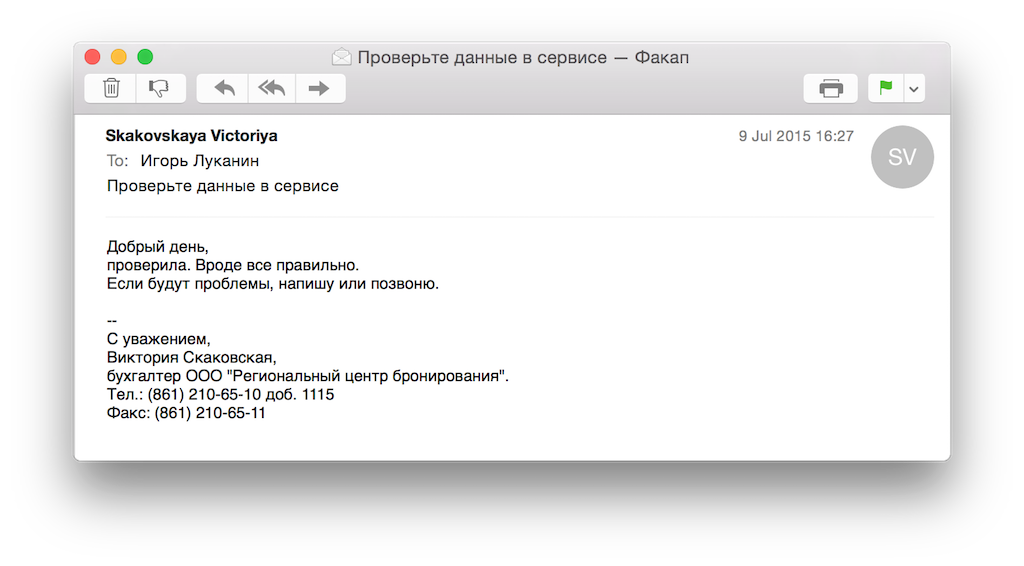 Проверьте данные в сервисе — Факап
Skakovskaya Victoriya
9 Jul 2015 16:27
SV
To: Игорь Луканин
Проверьте данные в сервисе
Добрый день,
проверила. Вроде все правильно.
Если будут проблемы, напишу или позвоню.
--
С уважением,
Виктория Скаковская,
бухгалтер ООО "Региональный центр бронирования".
Тел.: (861) 210-65-10 доб. 1115
Факс: (861) 210-65-11